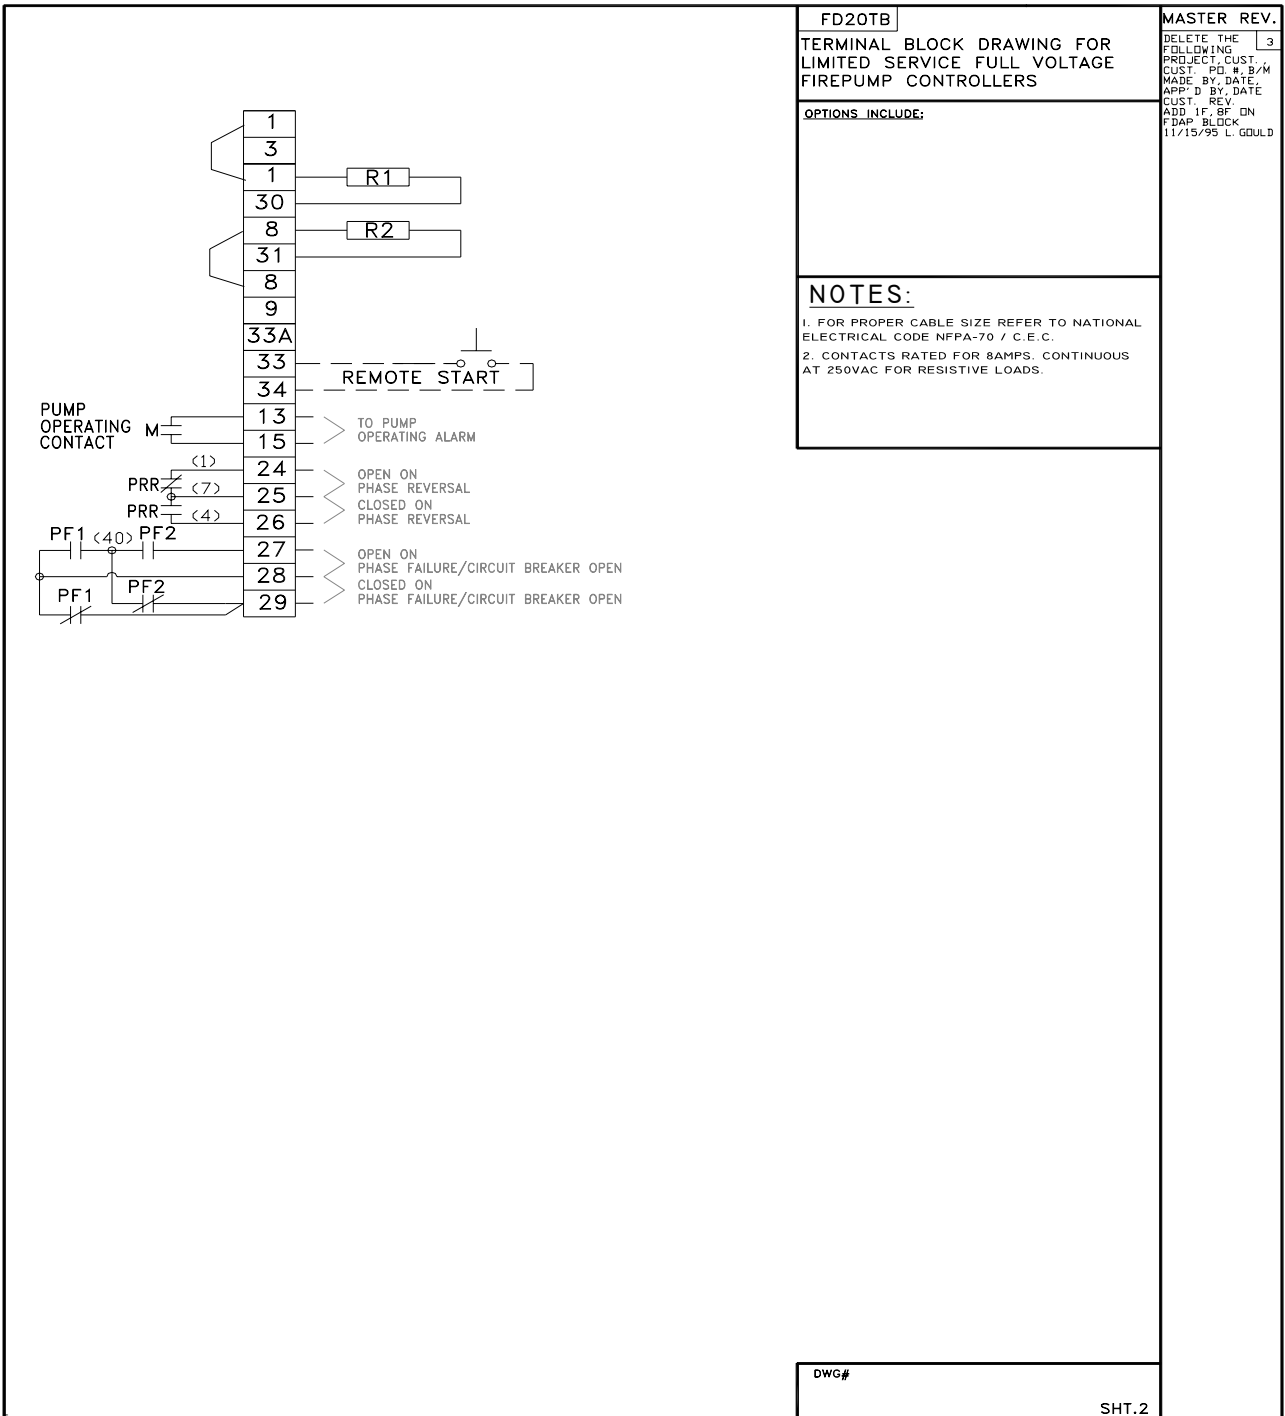 FD20TB
TERMINAL BLOCK DRAWING FOR
LIMITED SERVICE FULL VOLTAGE
FIREPUMP CONTROLLERS
OPTIONS INCLUDE:
NOTES:
1. FOR PROPER CABLE SIZE REFER TO NATIONAL
ELECTRICAL CODE NFPA-70 / C.E.C.
2. CONTACTS RATED FOR 8AMPS. CONTINUOUS
AT 250VAC FOR RESISTIVE LOADS.
MASTER REV.
3
DELETE THE
FOLLOWING
PROJECT, CUST.,
CUST. PO. #, B/M
MADE BY, DATE,
APP'D BY, DATE
CUST. REV.
ADD 1F, 8F ON
FDAP BLOCK
11/15/95 L. GOULD
1
3
1
R1
30
8
R2
31
8
9
33A
33
REMOTE START
34
PUMP
OPERATING
CONTACT
M
13
15
TO PUMP
OPERATING ALARM
(1)
24
PRR
(7)
25
OPEN ON
PHASE REVERSAL
PRR
(4)
26
CLOSED ON
PHASE REVERSAL
PF1
(40)
PF2
27
28
OPEN ON
PHASE FAILURE/CIRCUIT BREAKER OPEN
PF1
PF2
29
CLOSED ON
PHASE FAILURE/CIRCUIT BREAKER OPEN
DWG#
SHT.2